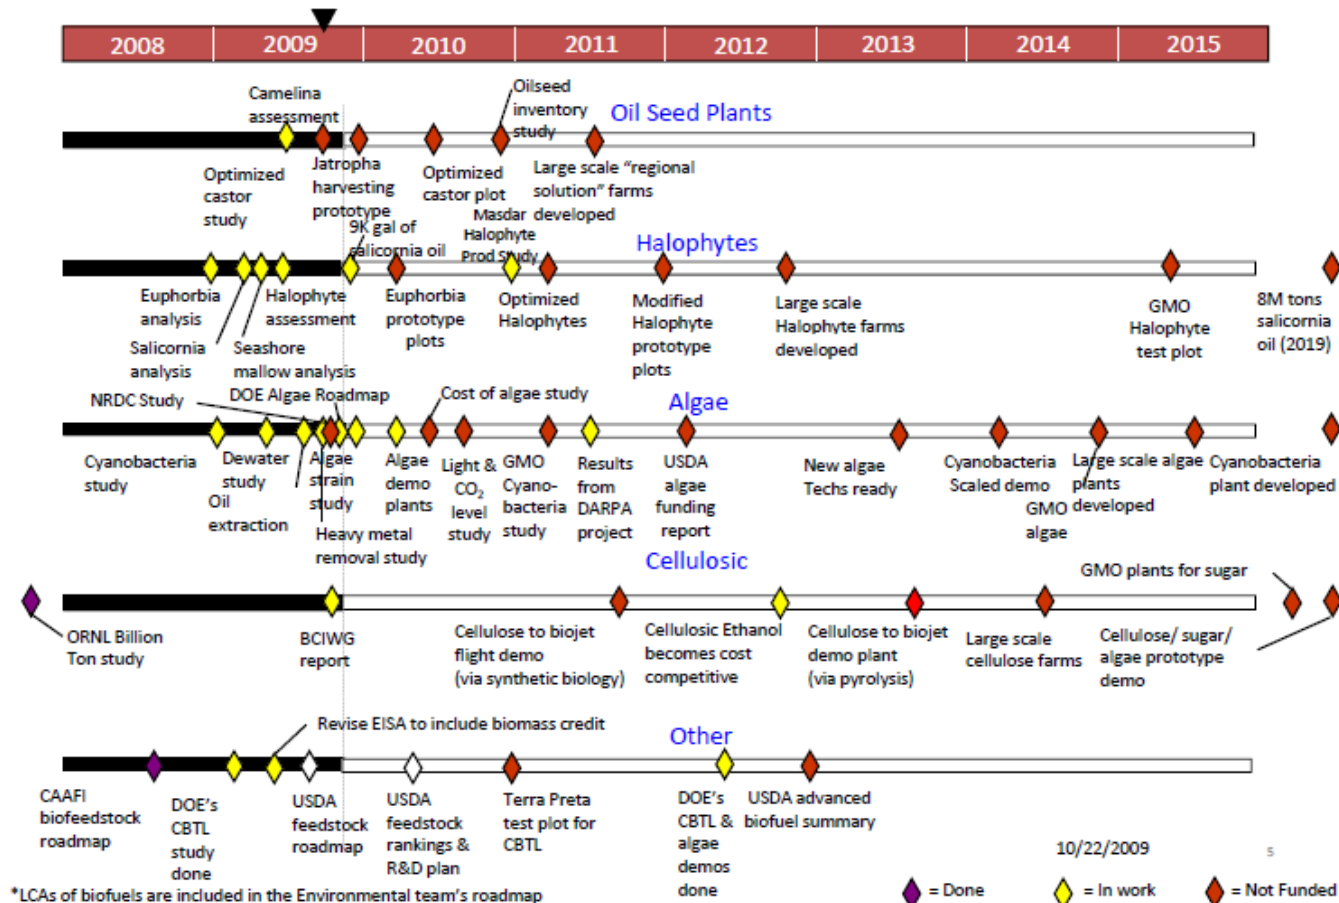 2008 2009 2010 2011 2012 2013 2014 2015
Camelina
assessment
Oilseed
inventory
study
Oil Seed Plants
Optimized
castor
study
Jatropha
harvesting
prototype
Optimized
castor plot
Large scale "regional
solution" farms
developed
9K gal of
salicornia oil
Masdar
Halophyte
Prod Study
Halophytes
Euphorbia
analysis
Salicornia
analysis
Seashore
mallow analysis
Halophyte
assessment
Euphorbia
prototype
plots
Optimized
Halophytes
Modified
Halophyte
prototype
plots
Large scale
Halophyte farms
developed
GMO
Halophyte
test plot
8M tons
salicornia
oil (2019)
NRDC Study
DOE Algae Roadmap
Cost of algae study
Algae
Cyanobacteria
study
Dewater
study
Oil
extraction
Algae
strain
study
Heavy metal
removal study
Algae
demo
plants
Light &
CO2
level
study
GMO
Cyano-
bacteria
study
Results
from
DARPA
project
USDA
algae
funding
report
New algae
Techs ready
Cyanobacteria
Scaled demo
GMO
algae
Large scale algae
plants
developed
Cyanobacteria
plant developed
Cellulosic
GMO plants for sugar
ORNL Billion
Ton study
BCIWG
report
Cellulose to biojet
flight demo
(via synthetic biology)
Cellulosic Ethanol
becomes cost
competitive
Cellulose to biojet
demo plant
(via pyrolysis)
Large scale
cellulose farms
Cellulose/ sugar/
algae prototype
demo
Revise EISA to include biomass credit
Other
CAAFI
biofeedstock
roadmap
DOE's
CBTL
study
done
USDA
feedstock
roadmap
USDA
feedstock
rankings &
R&D plan
Terra Preta
test plot for
CBTL
DOE's
CBTL &
algae
demos
done
USDA advanced
biofuel summary
10/22/2009
5
*LCAs of biofuels are included in the Environmental team's roadmap
= Done = In work = Not Funded